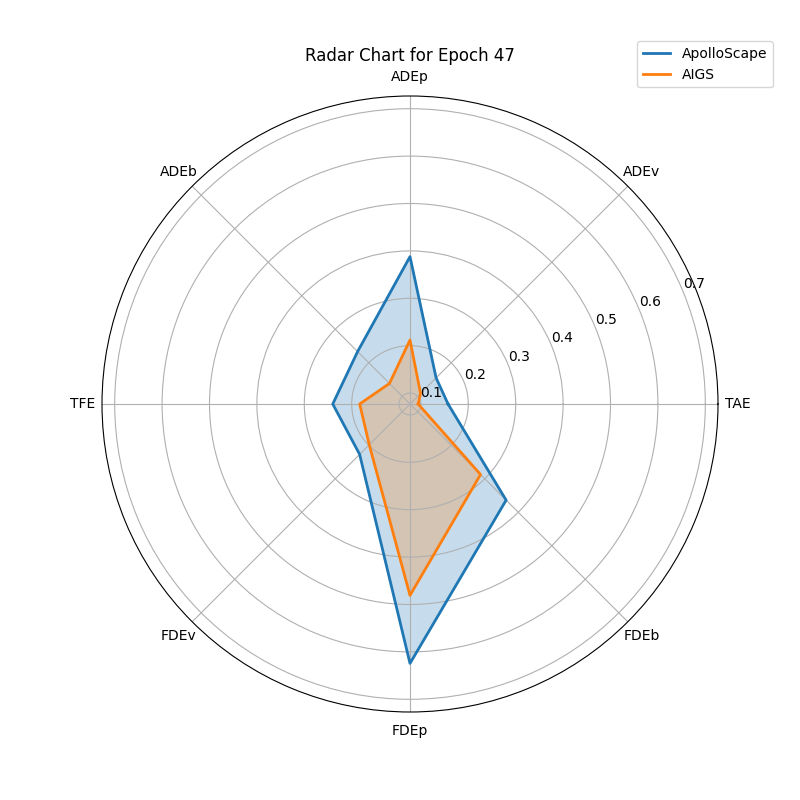 ApolloScape
AIGS
Radar Chart for Epoch 47
ADEp
ADEb
ADEv
0.7
0.6
0.5
0.4
0.3
0.2
0.1
TFE
TAE
FDEv
FDEb
FDEp